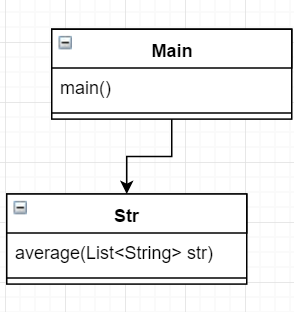 Main
main()
Str
average(List<String> str)